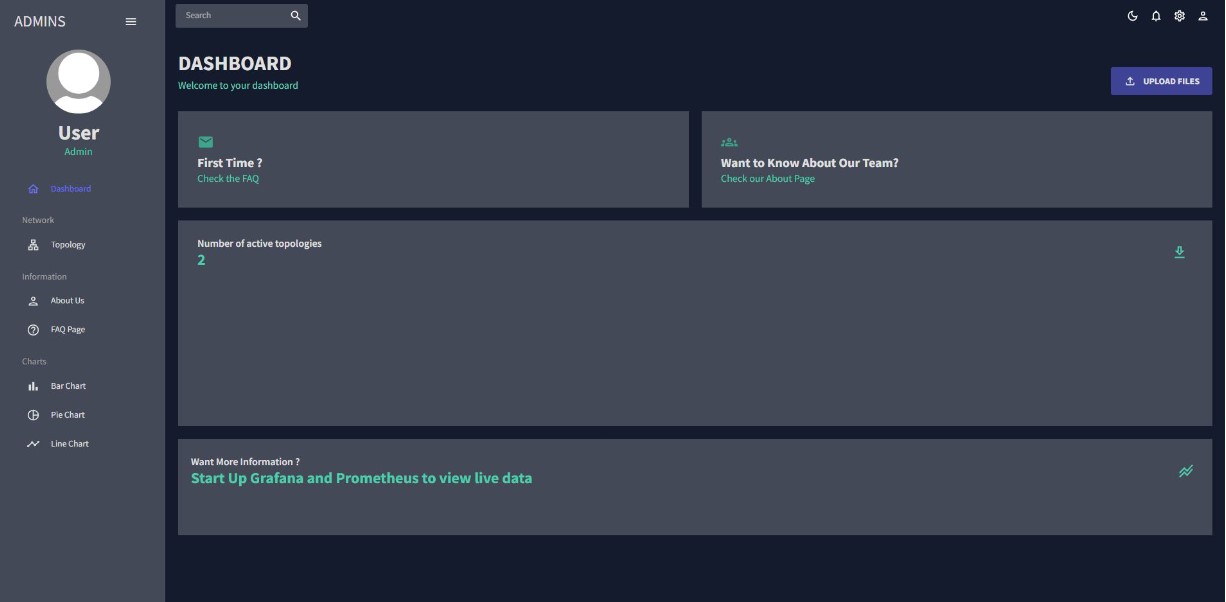 ADMINS
Search
User
Admin
Dashboard
Network
Topology
Information
About Us
FAQ Page
Charts
Bar Chart
Pie Chart
Line Chart
DASHBOARD
Welcome to your dashboard
UPLOAD FILES
First Time ?
Check the FAQ
Want to Know About Our Team?
Check our About Page
Number of active topologies
2
Want More Information ?
Start Up Grafana and Prometheus to view live data